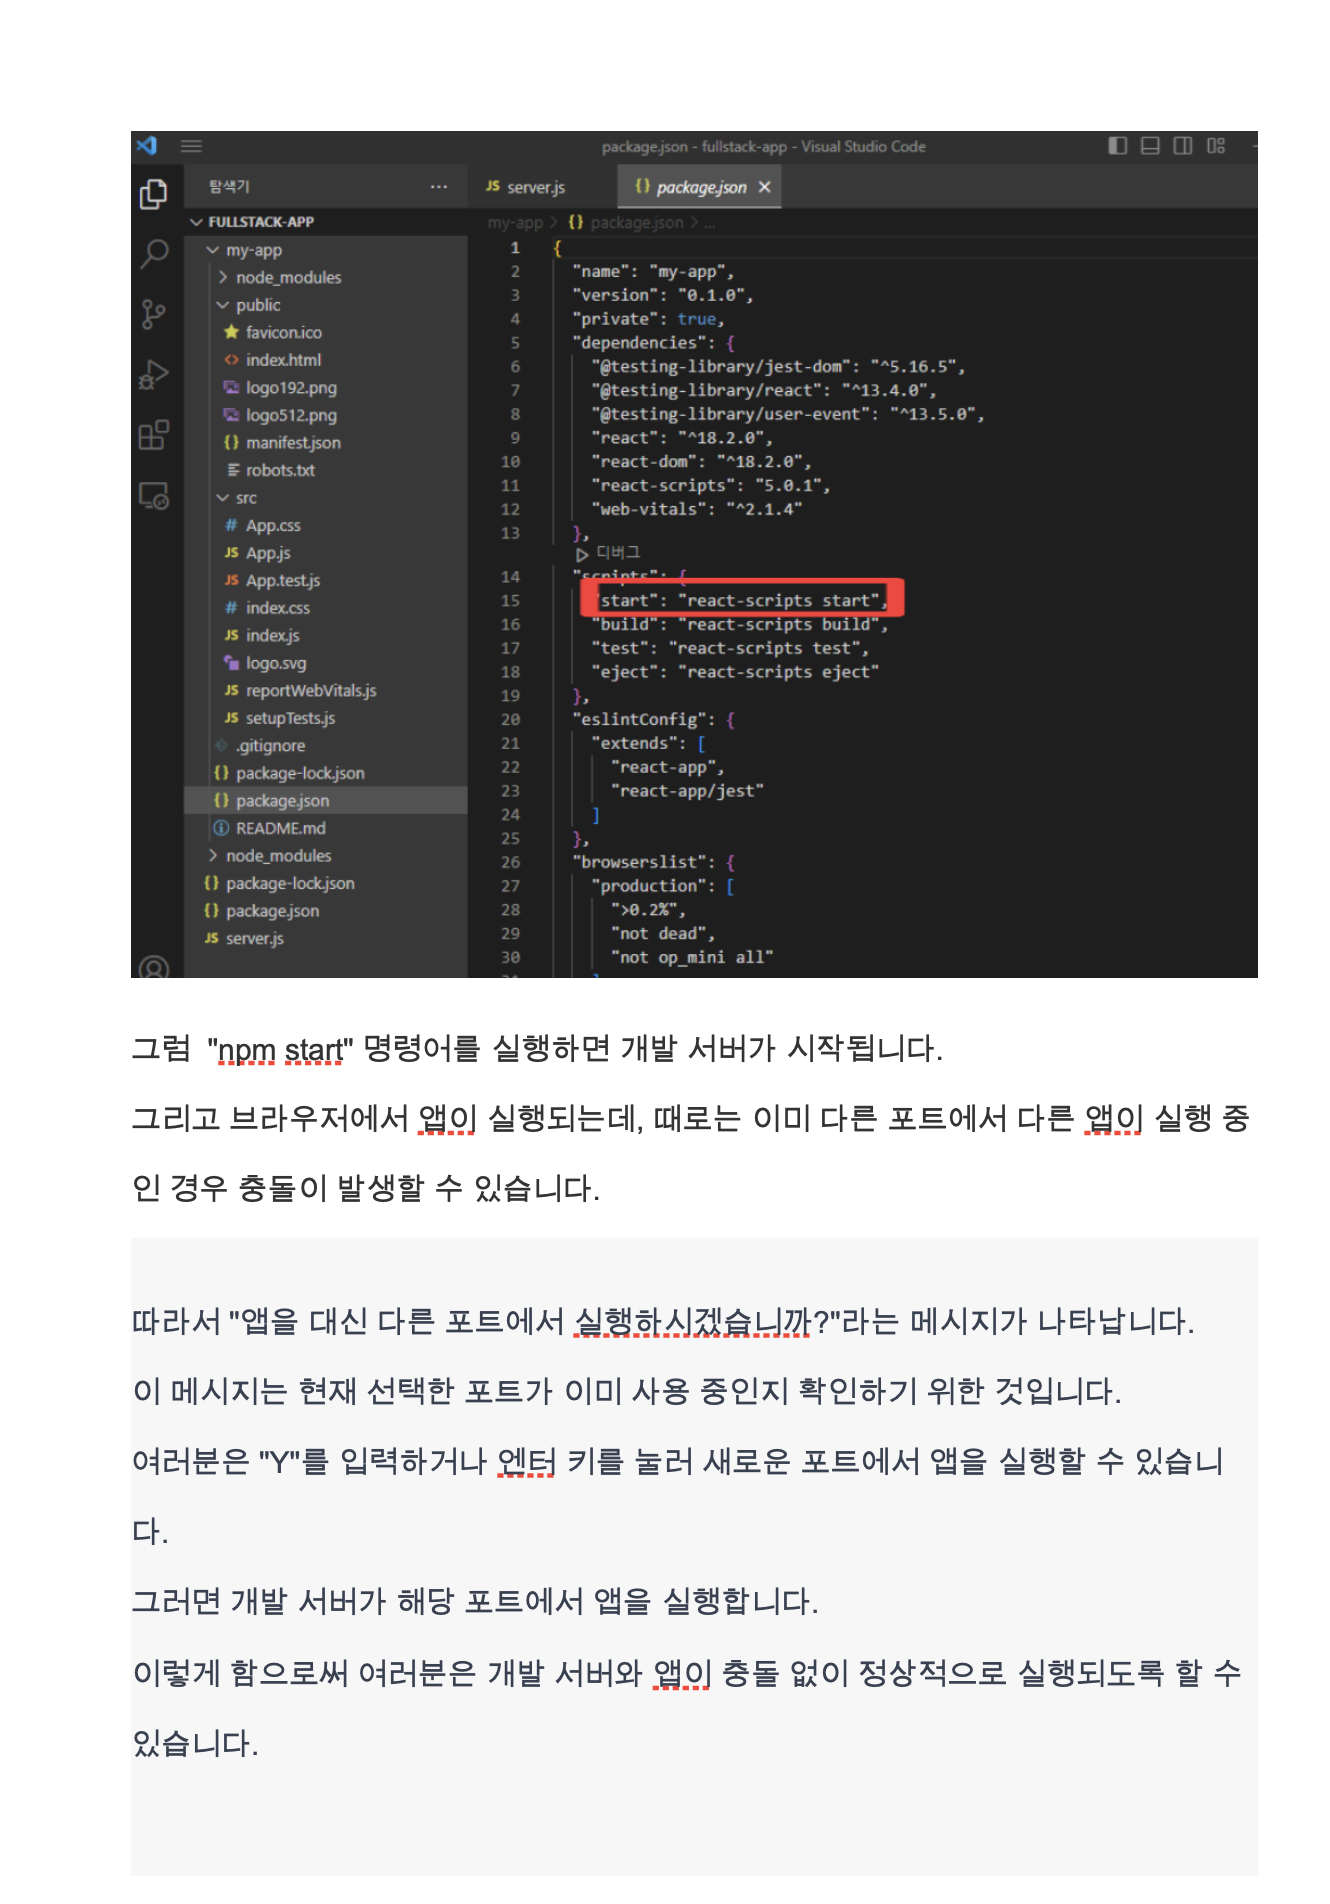 package.json - fullstack-app - Visual Studio Code
탐색기
server.js
package.json
FULLSTACK-APP
my-app > {} package.json > ...
my-app
node_modules
public
favicon.ico
index.html
logo192.png
logo512.png
manifest.json
robots.txt
src
App.css
App.js
App.test.js
index.css
index.js
logo.svg
reportWebVitals.js
setupTests.js
.gitignore
package-lock.json
package.json
README.md
node_modules
package-lock.json
package.json
server.js
1 {
2 "name": "my-app",
3 "version": "0.1.0",
4 "private": true,
5 "dependencies": {
6 "@testing-library/jest-dom": "^5.16.5",
7 "@testing-library/react": "^13.4.0",
8 "@testing-library/user-event": "^13.5.0",
9 "react": "^18.2.0",
10 "react-dom": "^18.2.0",
11 "react-scripts": "5.0.1",
12 "web-vitals": "^2.1.4"
13 },
디버그
14 "scripts": {
15 "start": "react-scripts start",
16 "build": "react-scripts build",
17 "test": "react-scripts test",
18 "eject": "react-scripts eject"
19 },
20 "eslintConfig": {
21 "extends": [
22 "react-app",
23 "react-app/jest"
24 ]
25 },
26 "browserslist": {
27 "production": [
28 ">0.2%",
29 "not dead",
30 "not op_mini all"
그럼 "npm start" 명령어를 실행하면 개발 서버가 시작됩니다.
그리고 브라우저에서 앱이 실행되는데, 때로는 이미 다른 포트에서 다른 앱이 실행 중
인 경우 충돌이 발생할 수 있습니다.
따라서 "앱을 대신 다른 포트에서 실행하시겠습니까?"라는 메시지가 나타납니다.
이 메시지는 현재 선택한 포트가 이미 사용 중인지 확인하기 위한 것입니다.
여러분은 "Y"를 입력하거나 엔터 키를 눌러 새로운 포트에서 앱을 실행할 수 있습니
다.
그러면 개발 서버가 해당 포트에서 앱을 실행합니다.
이렇게 함으로써 여러분은 개발 서버와 앱이 충돌 없이 정상적으로 실행되도록 할 수
있습니다.